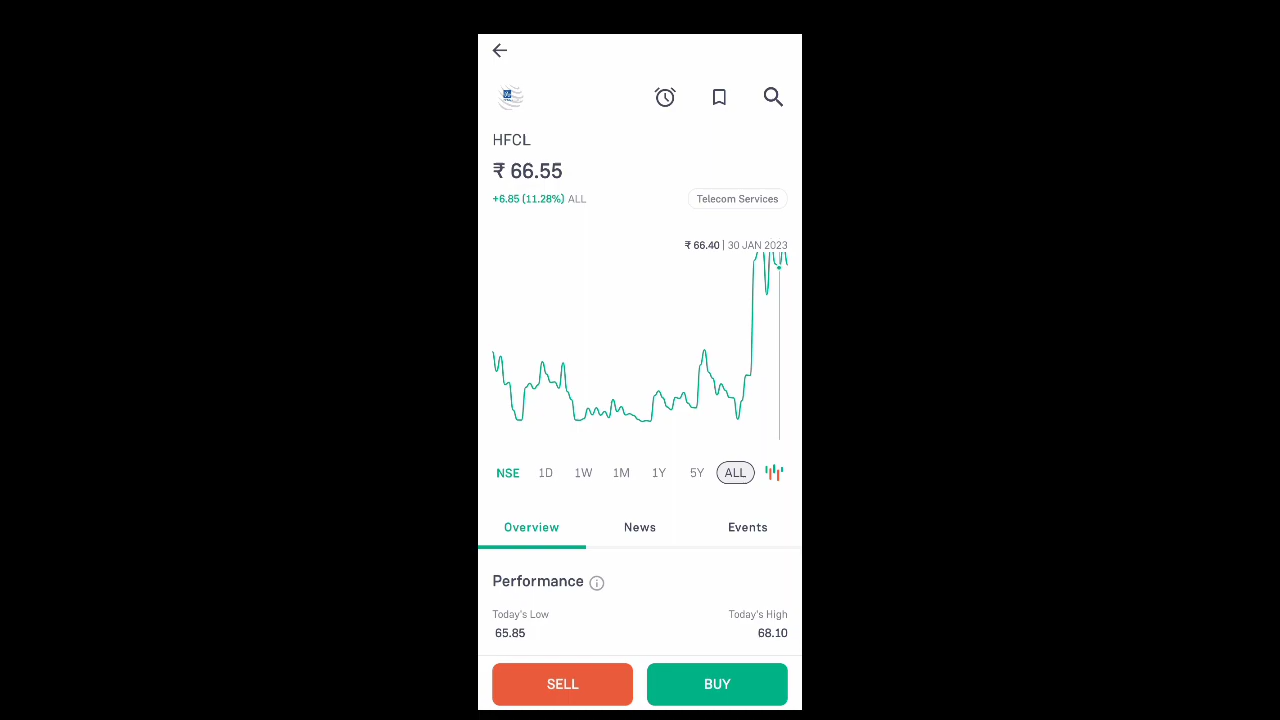 HFCL
₹ 66.55
+6.85 (11.28%) ALL
Telecom Services
₹ 66.40 | 30 JAN 2023
NSE 1D 1W 1M 1Y 5Y ALL
Overview News Events
Performance
Today's Low Today's High
65.85 68.10
SELL BUY